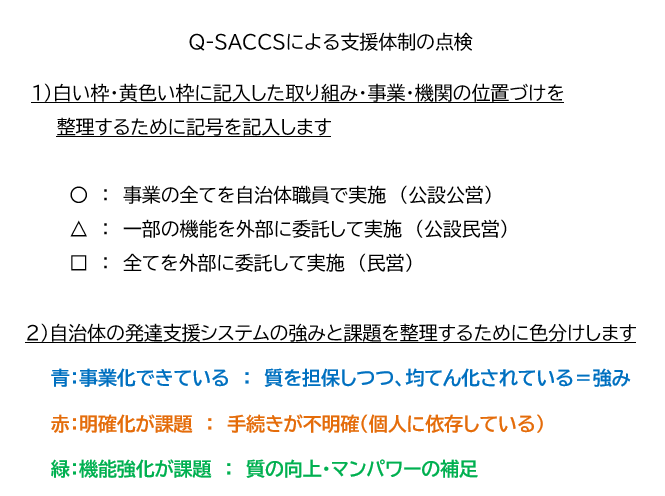 Q-SACCSによる支援体制の点検
1)白い枠・黄色い枠に記入した取り組み・事業・機関の位置づけを
整理するために記号を記入します
○ : 事業の全てを自治体職員で実施 (公設公営)
△ : 一部の機能を外部に委託して実施 (公設民営)
□ : 全てを外部に委託して実施 (民営)
2)自治体の発達支援システムの強みと課題を整理するために色分けします
青:事業化できている : 質を担保しつつ、均てん化されている=強み
赤:明確化が課題 : 手続きが不明確(個人に依存している)
緑:機能強化が課題 : 質の向上・マンパワーの補足